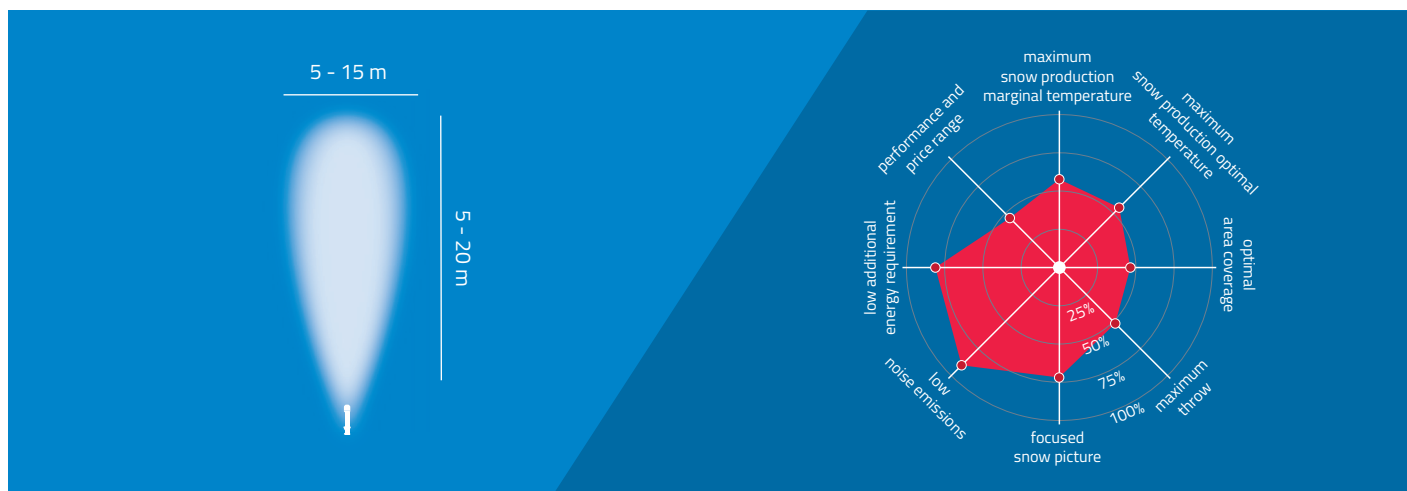 5 - 15 m
5 - 20 m
maximum
snow production
marginal temperature
maximum
snow production optimal
temperature
optimal
area coverage
maximum
throw
focused
snow picture
low
noise emissions
low additional
energy requirement
performance and
price range
25%
50%
75%
100%